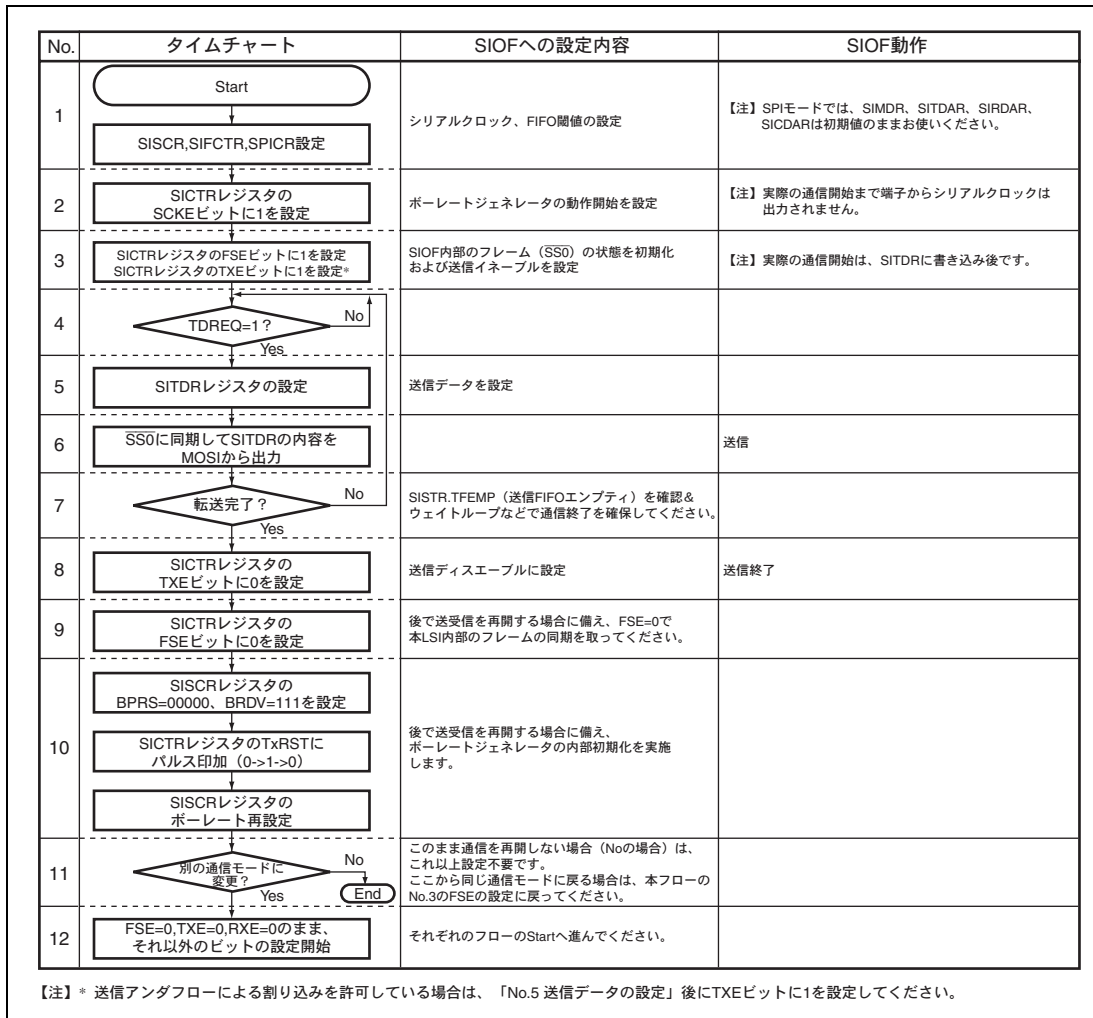 No.
タイムチャート
SIOFへの設定内容
SIOF動作
1
Start
SISCR,SIFCTR,SPICR設定
シリアルクロック、FIFO閾値の設定
【注】SPIモードでは、SIMDR、SITDAR、SIRDAR、
SICDARは初期値のままお使いください。
2
SICTRレジスタの
SCKEビットに1を設定
ボーレートジェネレータの動作開始を設定
【注】実際の通信開始まで端子からシリアルクロックは
出力されません。
3
SICTRレジスタのFSEビットに1を設定
SICTRレジスタのTXEビットに1を設定*
SIOF内部のフレーム（SS0）の状態を初期化
および送信イネーブルを設定
【注】実際の通信開始は、SITDRに書き込み後です。
4
TDREQ=1？
No
Yes
5
SITDRレジスタの設定
送信データを設定
6
SS0に同期してSITDRの内容を
MOSIから出力
送信
7
転送完了？
No
Yes
SISTR.TFEMP（送信FIFOエンプティ）を確認＆
ウェイトループなどで通信終了を確保してください。
8
SICTRレジスタの
TXEビットに0を設定
送信ディスエーブルに設定
送信終了
9
SICTRレジスタの
FSEビットに0を設定
後で送受信を再開する場合に備え、FSE=0で
本LSI内部のフレームの同期を取ってください。
10
SISCRレジスタの
BPRS=00000、BRDV=111を設定
SICTRレジスタのTxRSTに
パルス印加（0->1->0）
SISCRレジスタの
ボーレート再設定
後で送受信を再開する場合に備え、
ボーレートジェネレータの内部初期化を実施
します。
11
別の通信モードに
変更？
No
Yes
End
このまま通信を再開しない場合（Noの場合）は、
これ以上設定不要です。
ここから同じ通信モードに戻る場合は、本フローの
No.3のFSEの設定に戻ってください。
12
FSE=0,TXE=0,RXE=0のまま、
それ以外のビットの設定開始
それぞれのフローのStartへ進んでください。
【注】* 送信アンダフローによる割り込みを許可している場合は、「No.5 送信データの設定」後にTXEビットに1を設定してください。